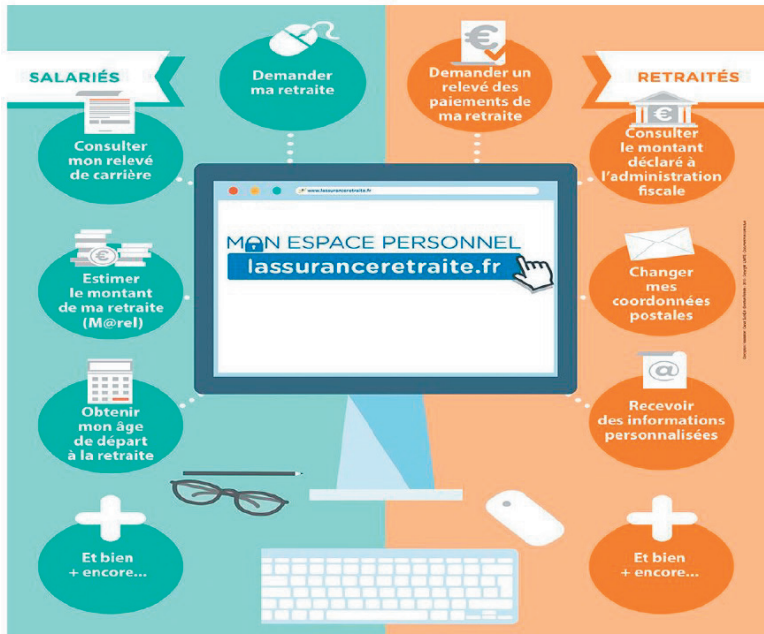 SALARIÉS
Demander
ma retraite
Consulter
mon relevé
de carrière
Estimer
le montant
de ma retraite
(M@rel)
Obtenir
mon âge
de départ
à la retraite
Et bien
+ encore...
www.lassuranceretraite.fr
MON ESPACE PERSONNEL
lassuranceretraite.fr
RETRAITÉS
Demander un
relevé des
paiements de
ma retraite
Consulter
le montant
déclaré à
l'administration
fiscale
Changer
mes
coordonnées
postales
@
Recevoir
des informations
personnalisées
Et bien
+ encore...